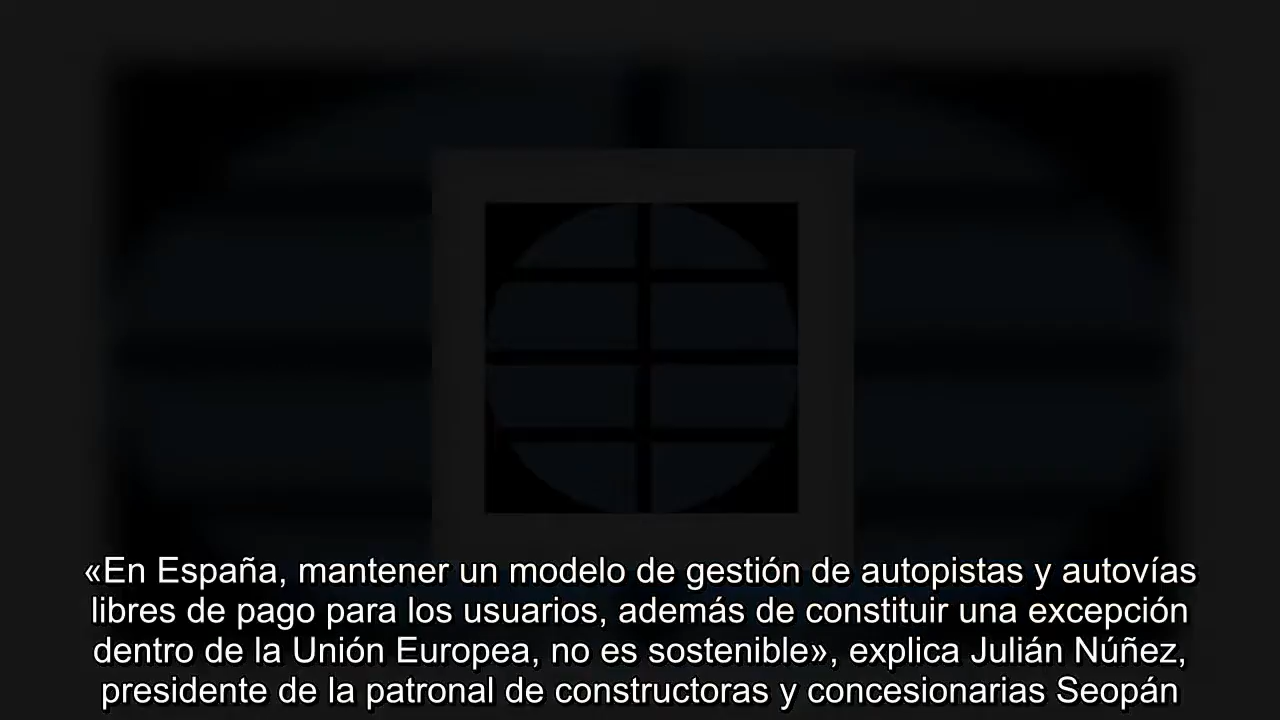 «En España, mantener un modelo de gestión de autopistas y autovías
libres de pago para los usuarios, además de constituir una excepción
dentro de la Unión Europea, no es sostenible», explica Julián Núñez,
presidente de la patronal de constructoras y concesionarias Seopán